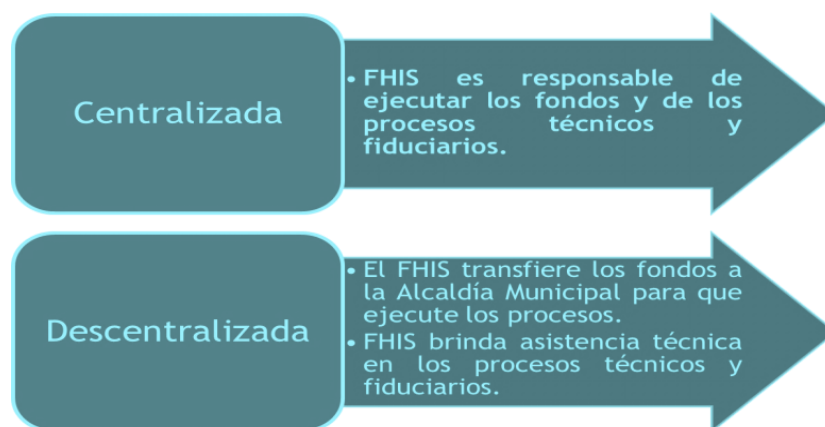 Centralizada
• FHIS es responsable de
ejecutar los fondos y de los
procesos técnicos y
fiduciarios.
Descentralizada
• El FHIS transfiere los fondos a
la Alcaldía Municipal para que
ejecute los procesos.
• FHIS brinda asistencia técnica
en los procesos técnicos y
fiduciarios.